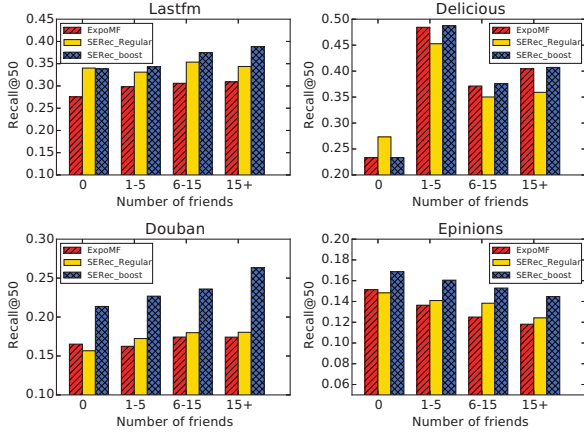 Lastfm
0.45
0.40
0.35
0.30
0.25
0.20
0.15
0.10
Recall@50
ExpoMF
SERec_Regular
SERec_boost
0 1-5 6-15 15+
Number of friends
Delicious
0.50
0.45
0.40
0.35
0.30
0.25
0.20
Recall@50
ExpoMF
SERec_Regular
SERec_boost
0 1-5 6-15 15+
Number of friends
Douban
0.30
0.25
0.20
0.15
0.10
Recall@50
ExpoMF
SERec_Regular
SERec_boost
0 1-5 6-15 15+
Number of friends
Epinions
0.20
0.18
0.16
0.14
0.12
0.10
0.08
0.06
Recall@50
ExpoMF
SERec_Regular
SERec_boost
0 1-5 6-15 15+
Number of friends